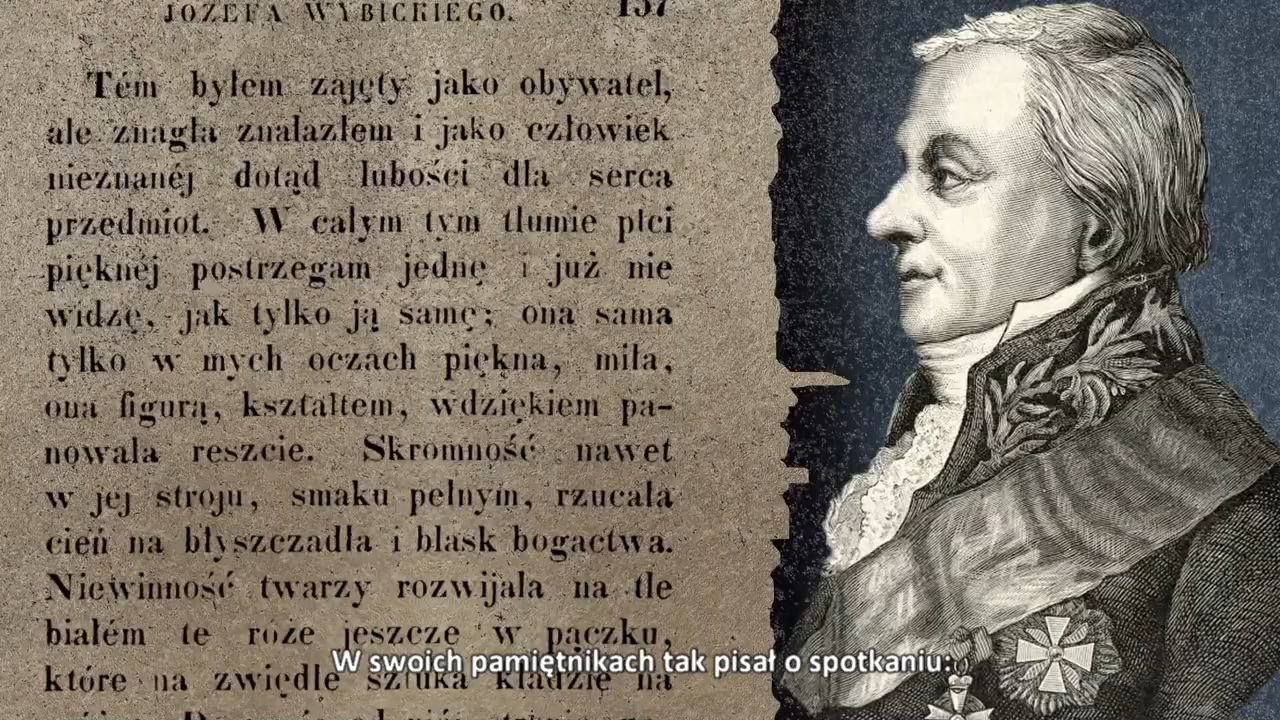 JÓZEFA WYBICKIEGO. 157
Tém byłem zajęty jako obywatel,
ale znagła znalazłem i jako człowiek
nieznanéj dotąd lubości dla serca
przedmiot. W całym tym tłumie płci
pięknéj postrzegam jednę i już nie
widzę, jak tylko ją samę; ona sama
tylko w mych oczach piękna, miła,
ona figurą, kształtem, wdziękiem pa-
nowała reszcie. Skromność nawet
w jej stroju, smaku pełnym, rzucała
cień na błyszczadła i blask bogactwa.
Niewinność twarzy rozwijała na tle
białém te róże jeszcze w pączku,
które na zwiędłe sztuka kładzie na
W swoich pamiętnikach tak pisał o spotkaniu: